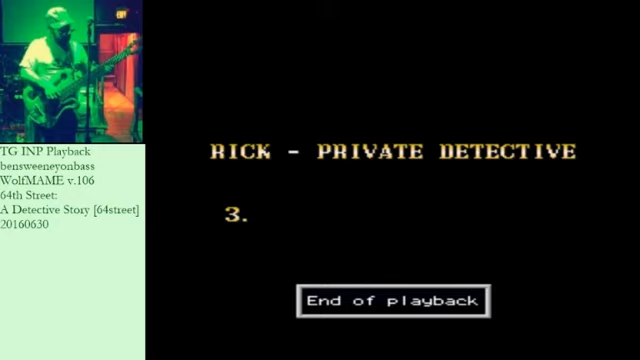 TG INP Playback
bensweeneyonbass
WolfMAME v.106
64th Street:
A Detective Story [64street]
20160630
RICK - PRIVATE DETECTIVE
3.
End of playback